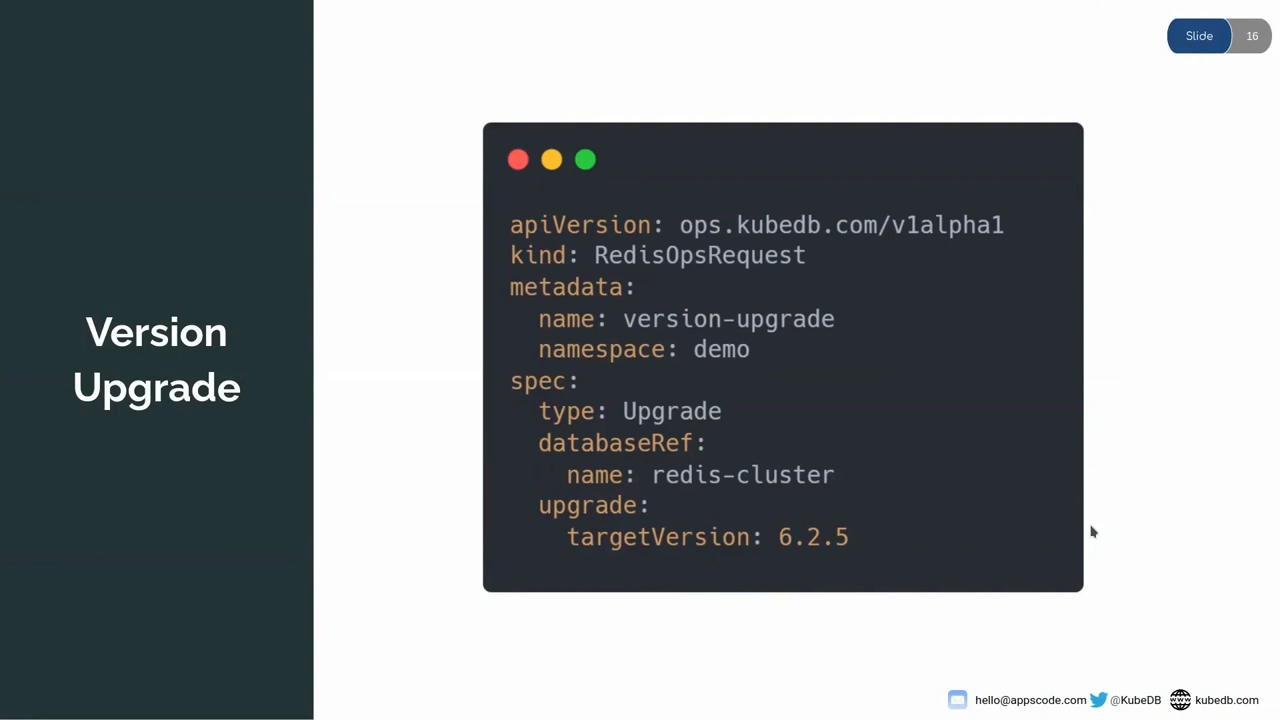 Slide 16
Version
Upgrade
apiVersion: ops.kubedb.com/v1alpha1
kind: RedisOpsRequest
metadata:
  name: version-upgrade
  namespace: demo
spec:
  type: Upgrade
  databaseRef:
    name: redis-cluster
  upgrade:
    targetVersion: 6.2.5
hello@appscode.com @KubeDB kubedb.com